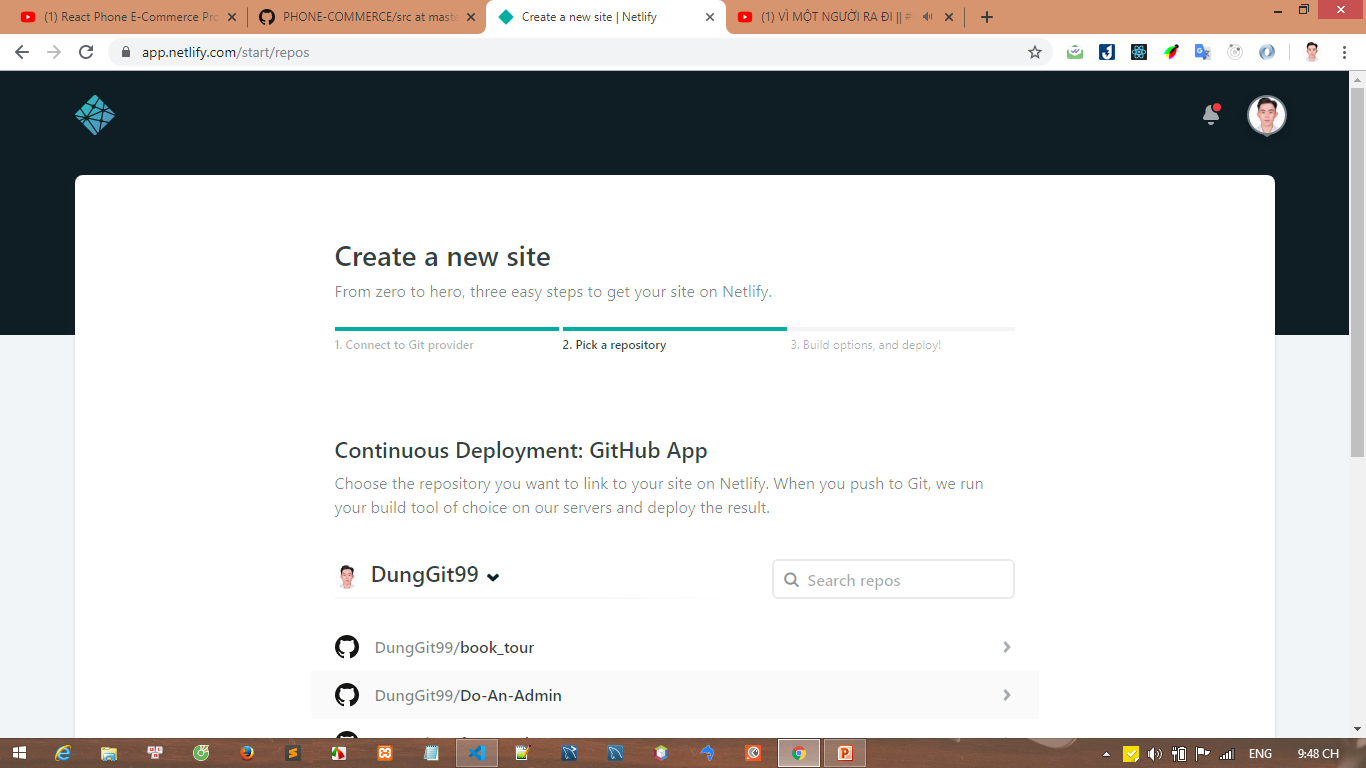 (1) React Phone E-Commerce Pro
PHONE-COMMERCE/src at maste
Create a new site | Netlify
(1) VÌ MỘT NGƯỜI RA ĐI || #
app.netlify.com/start/repos
Create a new site
From zero to hero, three easy steps to get your site on Netlify.
1. Connect to Git provider
2. Pick a repository
3. Build options, and deploy!
Continuous Deployment: GitHub App
Choose the repository you want to link to your site on Netlify. When you push to Git, we run
your build tool of choice on our servers and deploy the result.
DungGit99
Search repos
DungGit99/book_tour
DungGit99/Do-An-Admin
ENG
9:48 CH